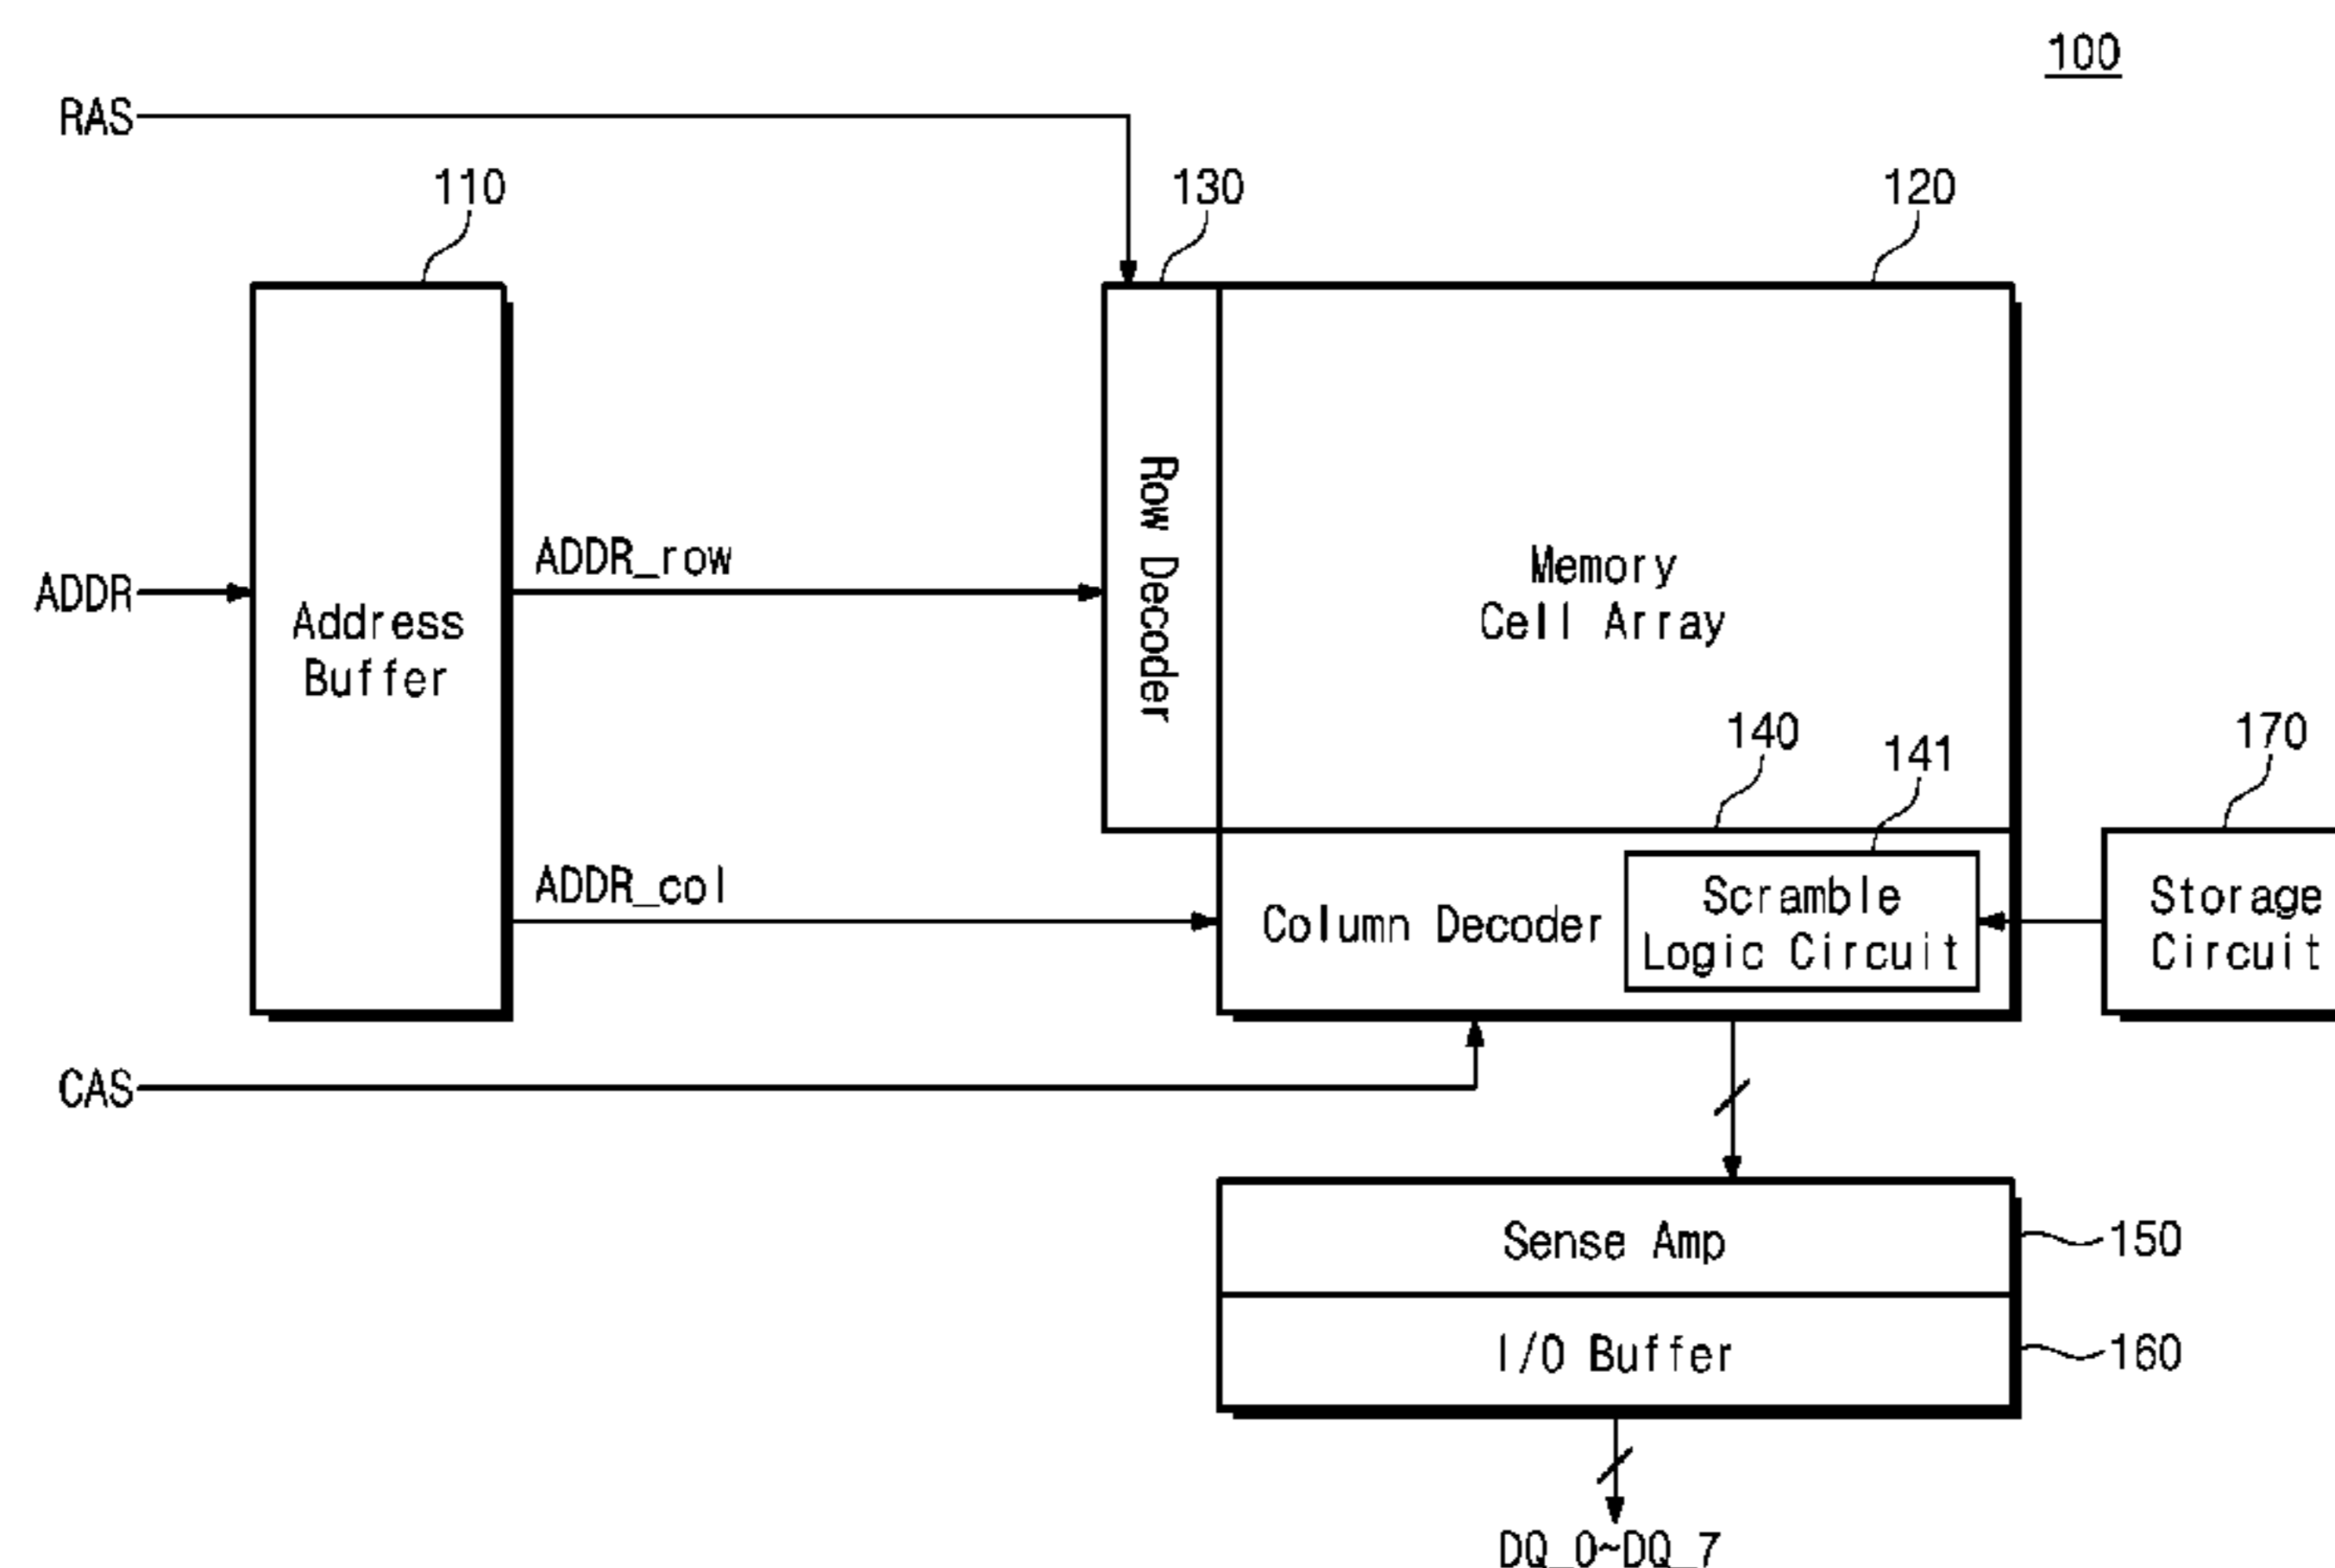 100
RAS
110
130
120
ADDR
Address
Buffer
ADDR_row
Row Decoder
Memory
Cell Array
140
141
170
ADDR_col
Column Decoder
Scramble
Logic Circuit
Storage
Circuit
CAS
Sense Amp
150
I/O Buffer
160
DQ_0~DQ_7